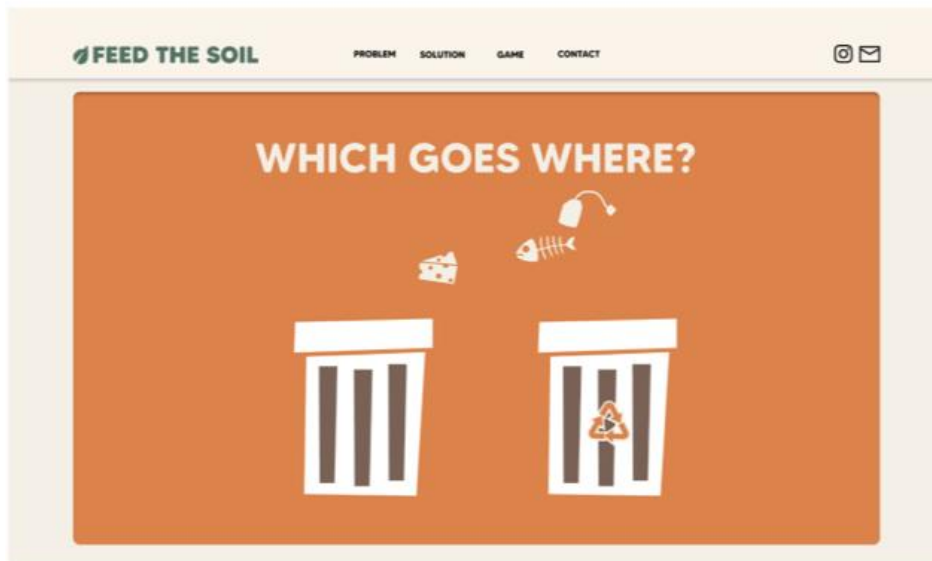 FEED THE SOIL
PROBLEM SOLUTION GAME CONTACT
WHICH GOES WHERE?